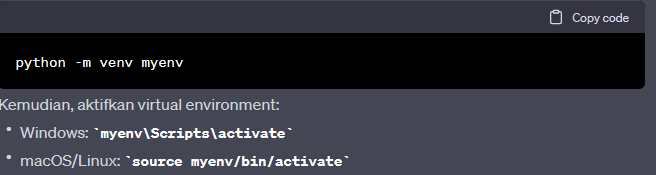 Copy code
python -m venv myenv
Kemudian, aktifkan virtual environment:
• Windows: `myenv\Scripts\activate`
• macOS/Linux: `source myenv/bin/activate`